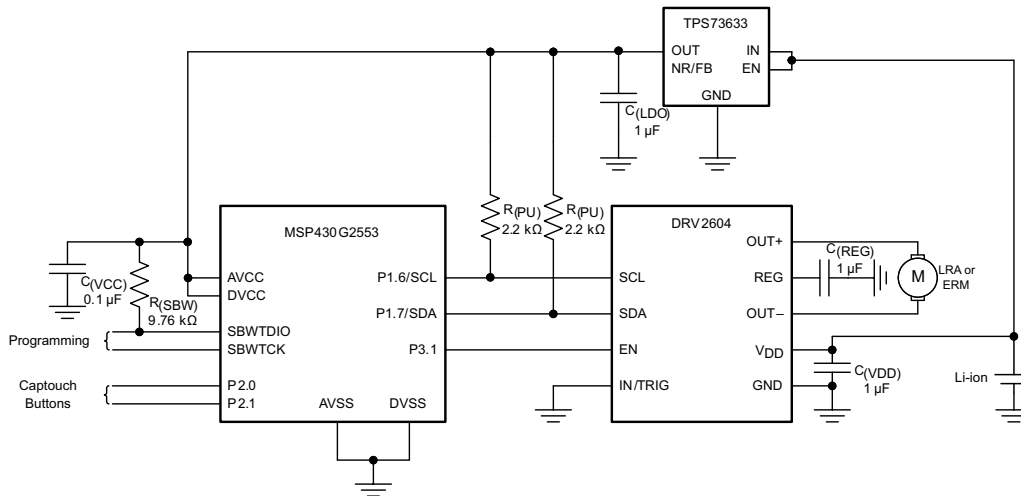 TPS73633
OUT
IN
NR/FB
EN
GND
C(LDO)
1 µF
R(PU)
2.2 kΩ
R(PU)
2.2 kΩ
MSP430G2553
DRV2604
C(VCC)
0.1 µF
R(SBW)
9.76 kΩ
AVCC
DVCC
SBWTDIO
SBWTCK
P2.0
P2.1
AVSS
DVSS
P1.6/SCL
P1.7/SDA
P3.1
Programming
Captouch
Buttons
SCL
SDA
EN
IN/TRIG
OUT+
REG
OUT–
VDD
GND
C(REG)
1 µF
M
LRA or
ERM
C(VDD)
1 µF
Li-ion